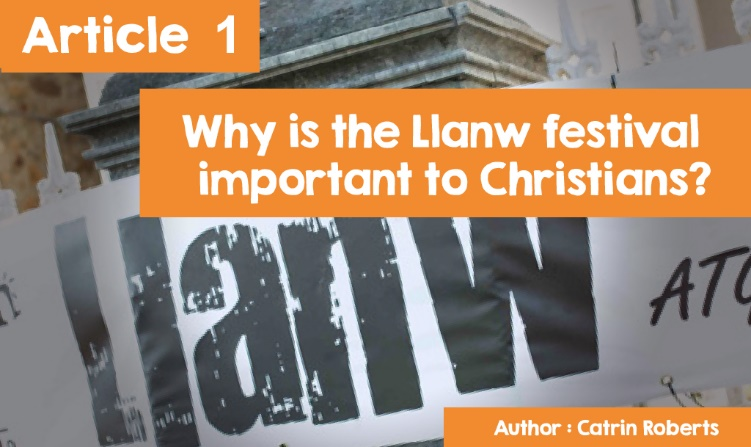 Article 1
Why is the Llanw festival
important to Christians?
llanw
Author : Catrin Roberts